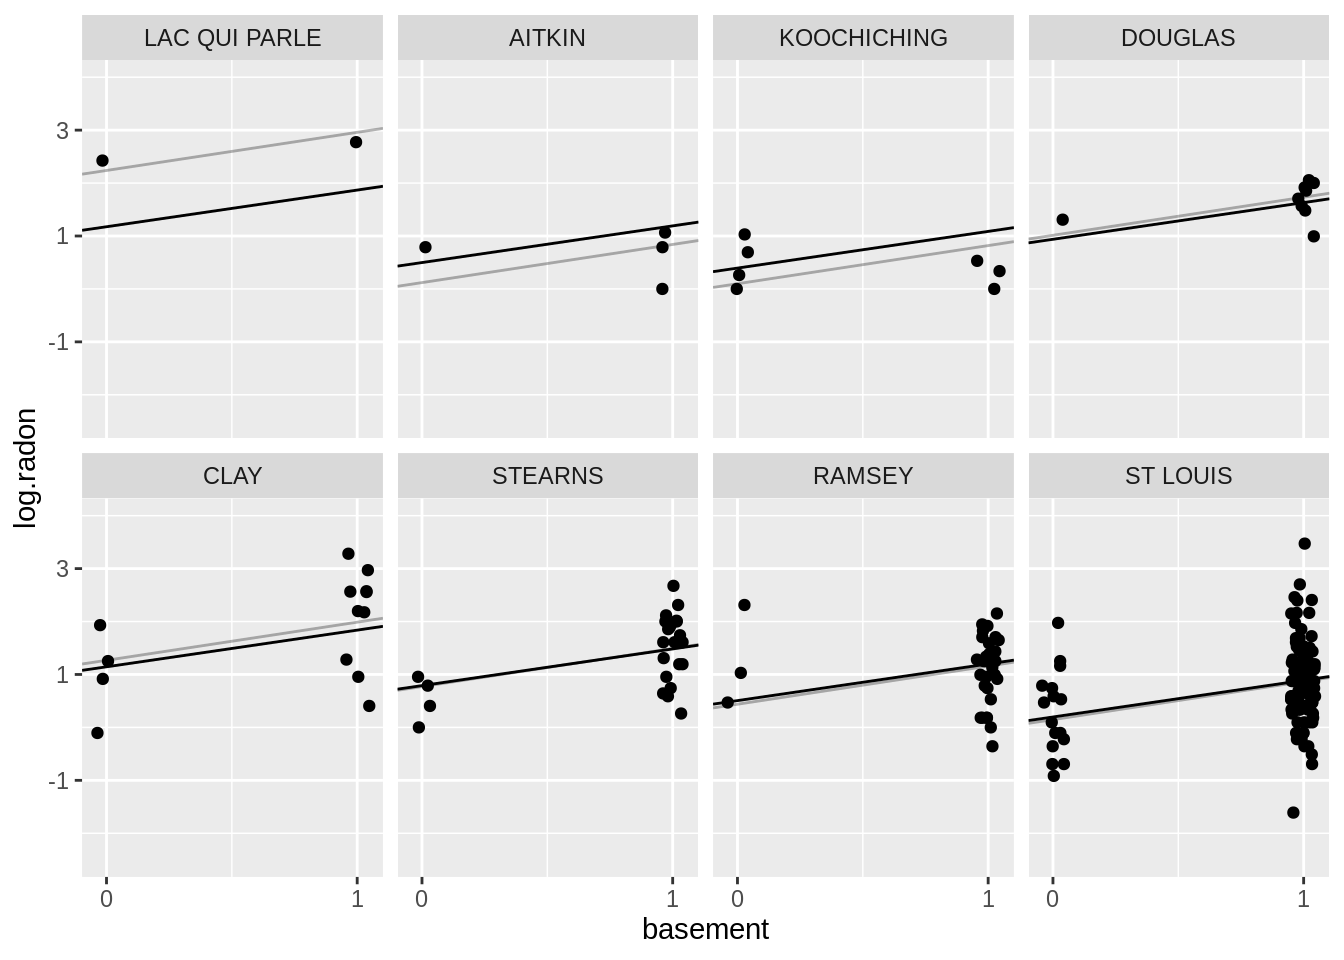 LAC QUI PARLE
AITKIN
KOOCHICHING
DOUGLAS
3
1
-1
log.radon
CLAY
STEARNS
RAMSEY
ST LOUIS
3
1
-1
0
1
0
1
0
1
0
1
basement